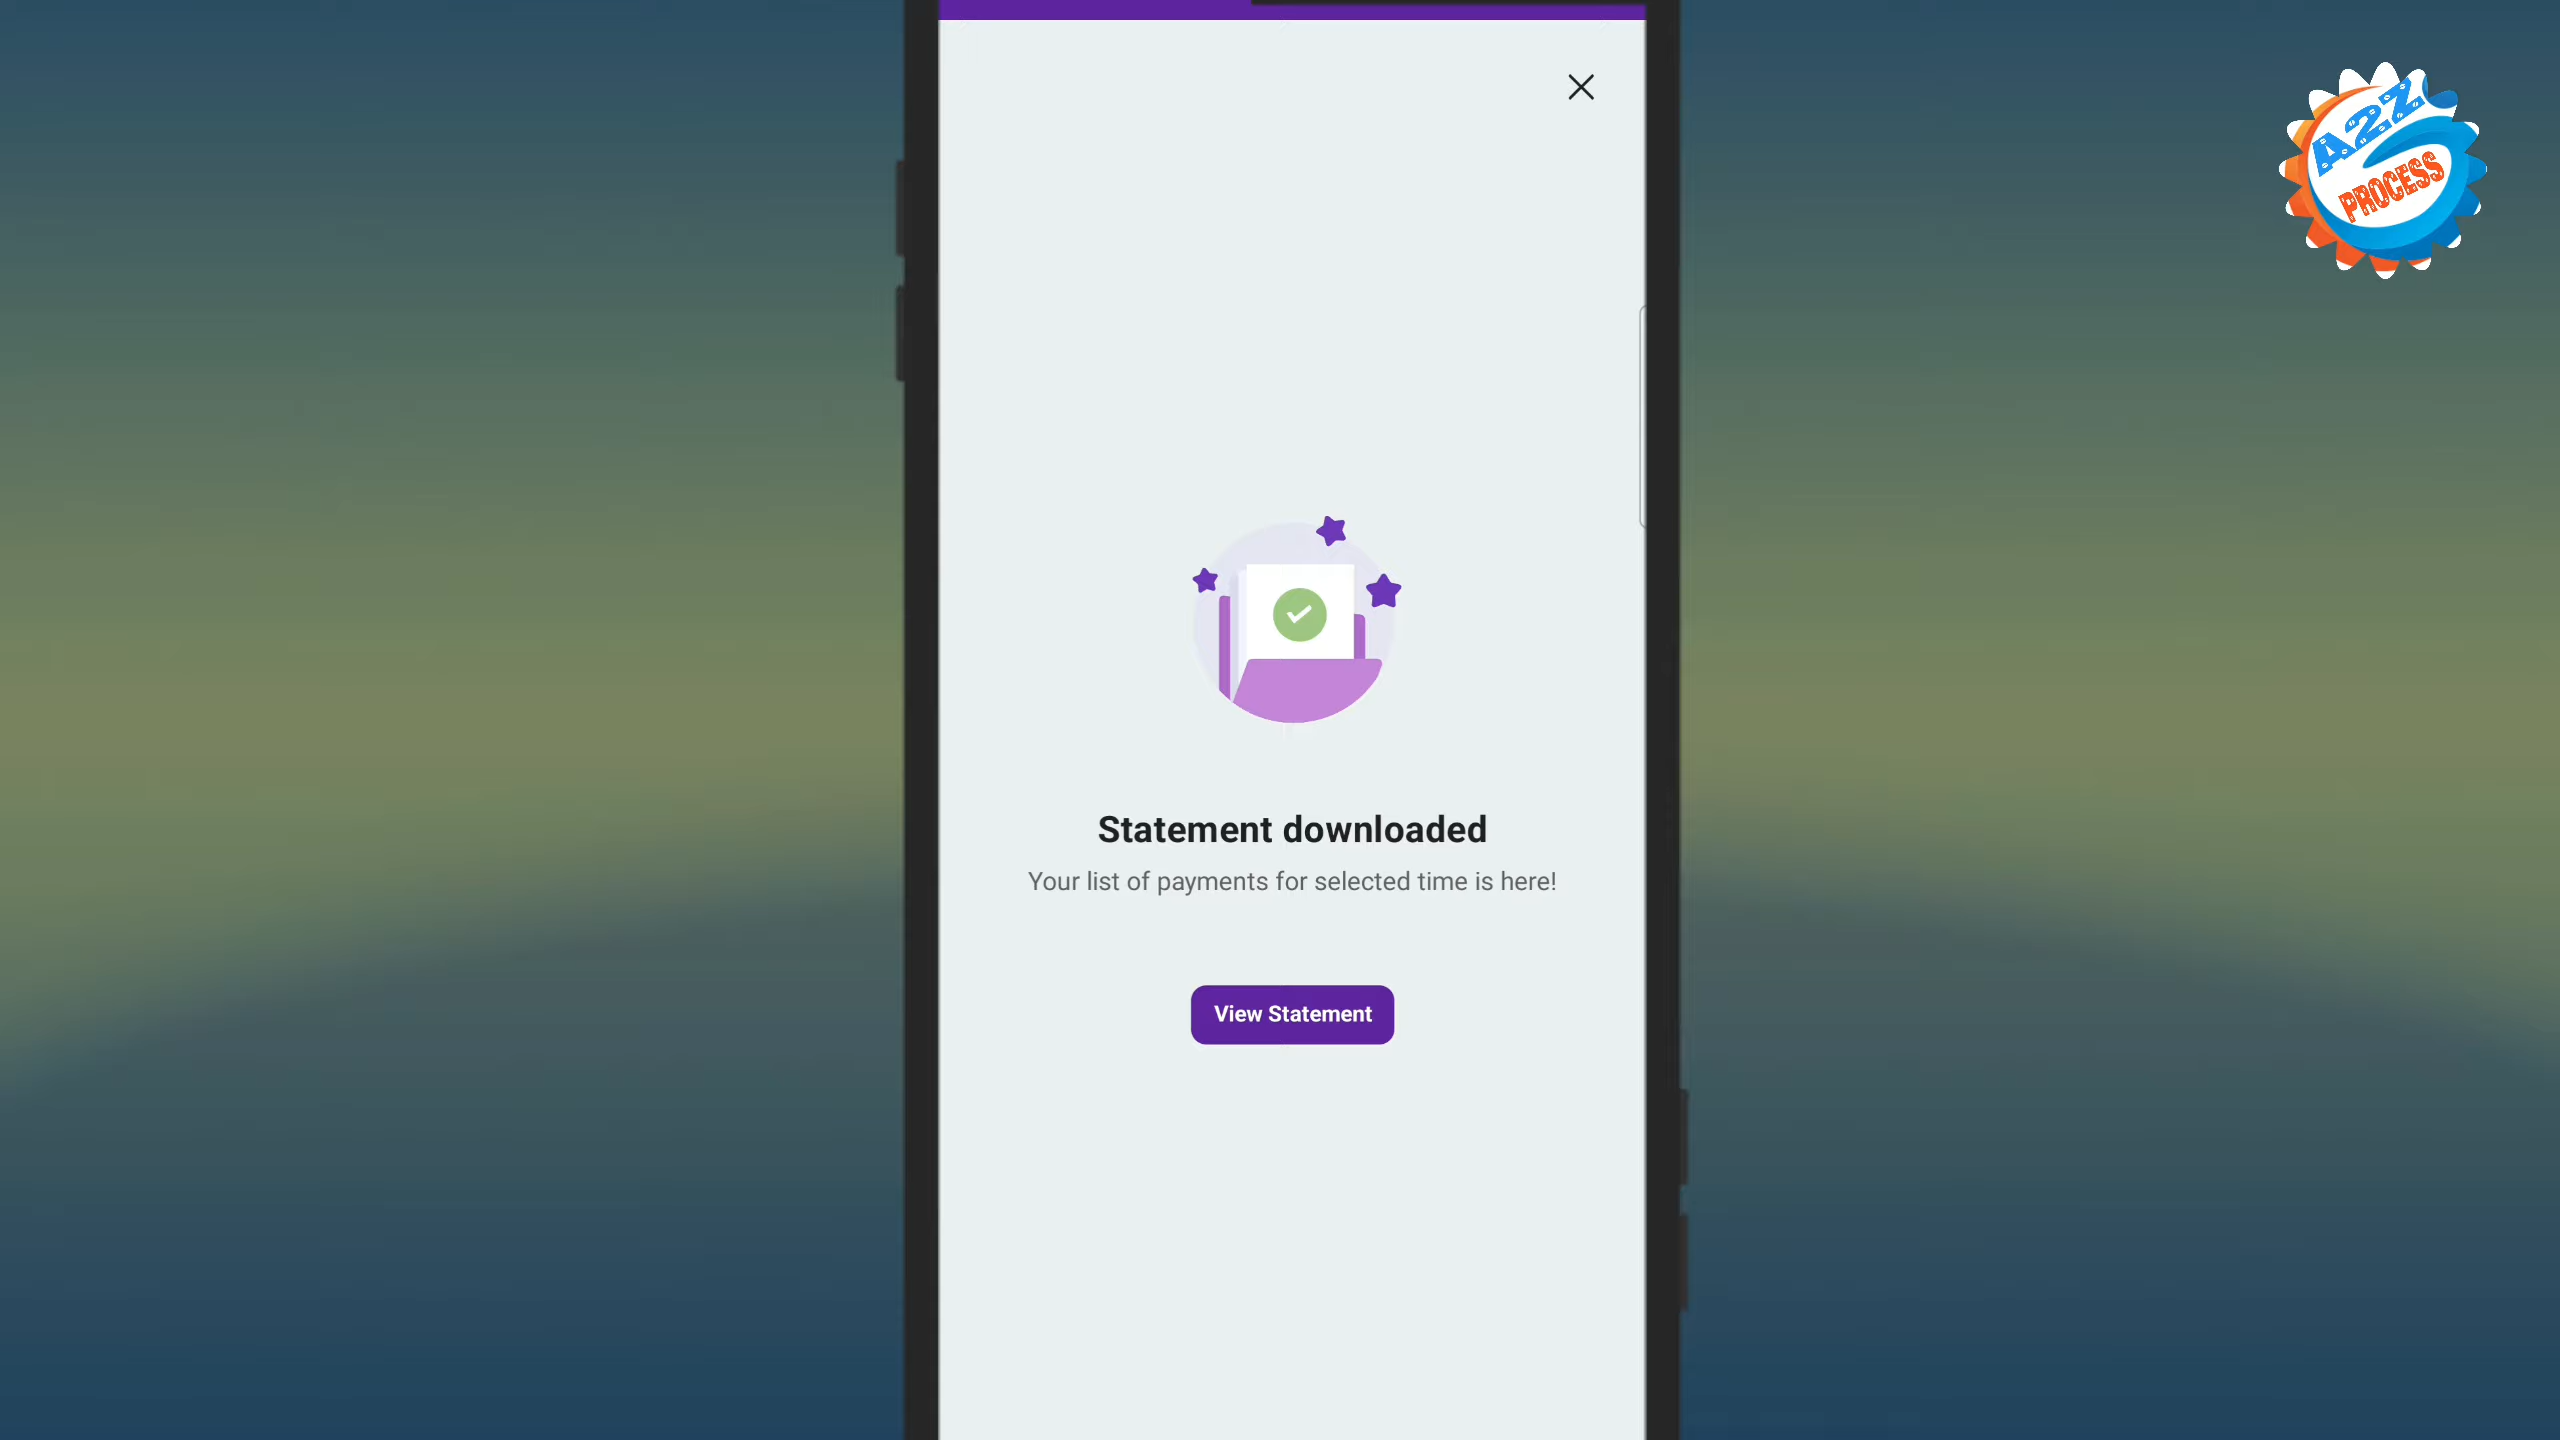 A2Z
PROCESS
Statement downloaded
Your list of payments for selected time is here!
View Statement